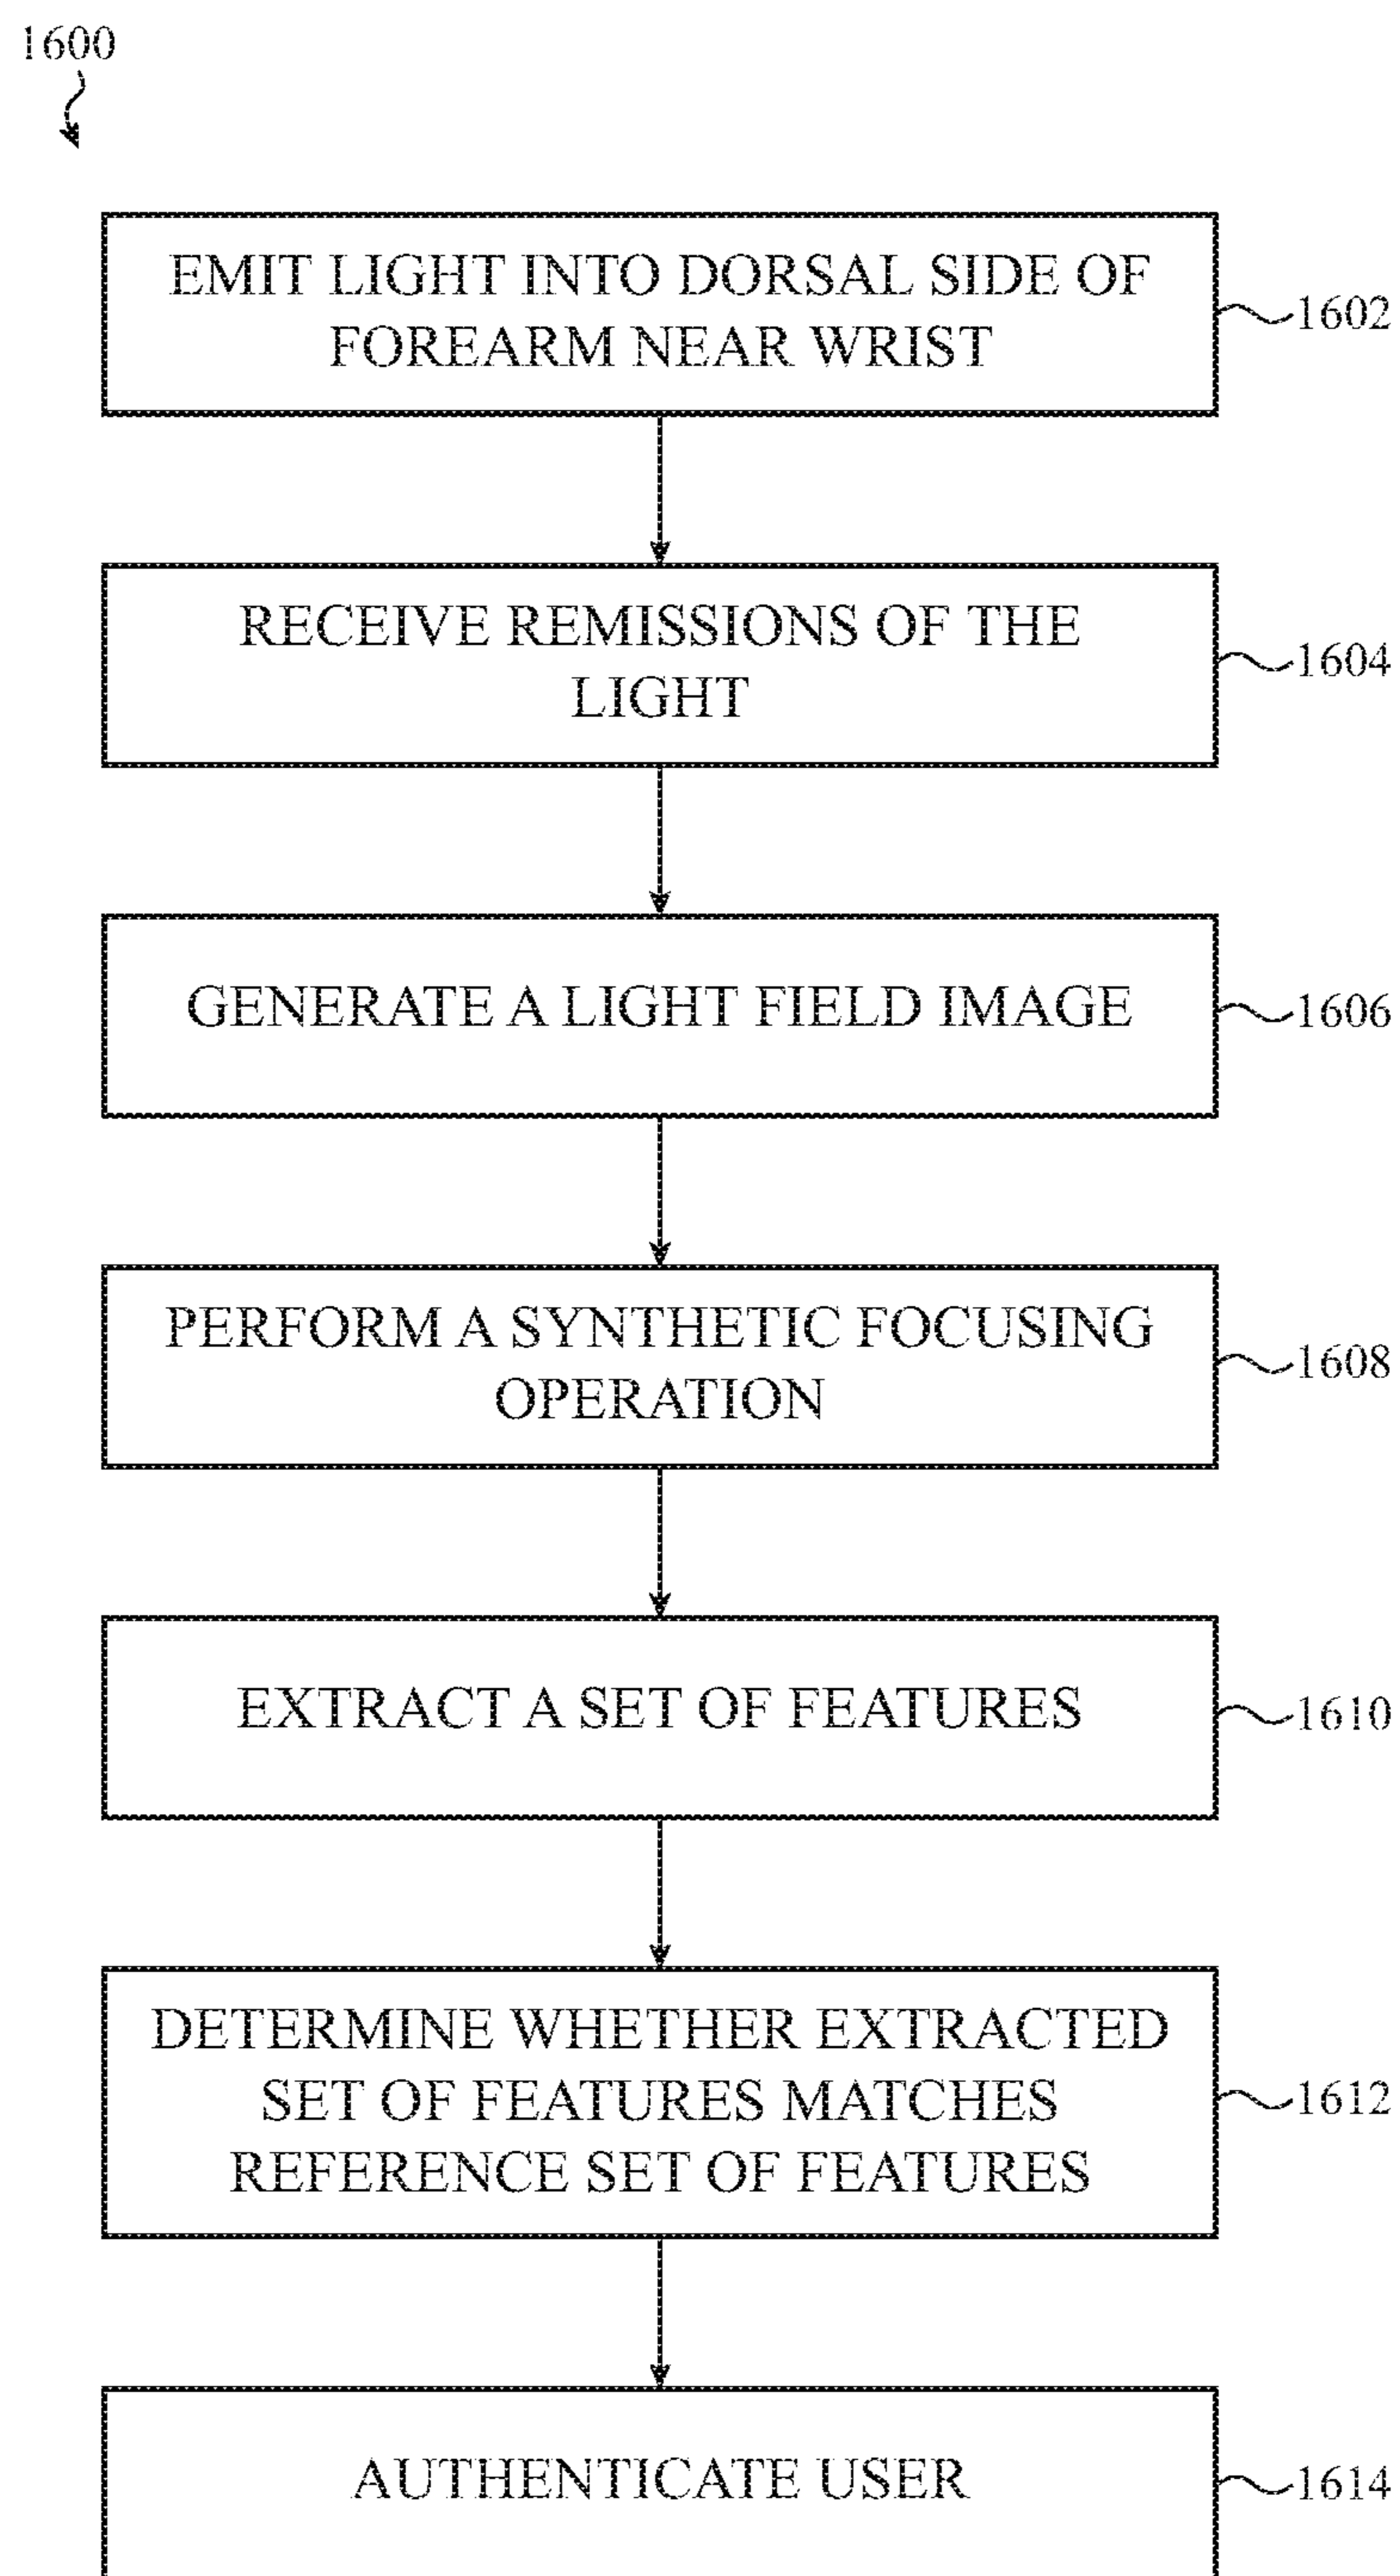 1600
EMIT LIGHT INTO DORSAL SIDE OF
FOREARM NEAR WRIST
1602
RECEIVE REMISSIONS OF THE
LIGHT
1604
GENERATE A LIGHT FIELD IMAGE
1606
PERFORM A SYNTHETIC FOCUSING
OPERATION
1608
EXTRACT A SET OF FEATURES
1610
DETERMINE WHETHER EXTRACTED
SET OF FEATURES MATCHES
REFERENCE SET OF FEATURES
1612
AUTHENTICATE USER
1614